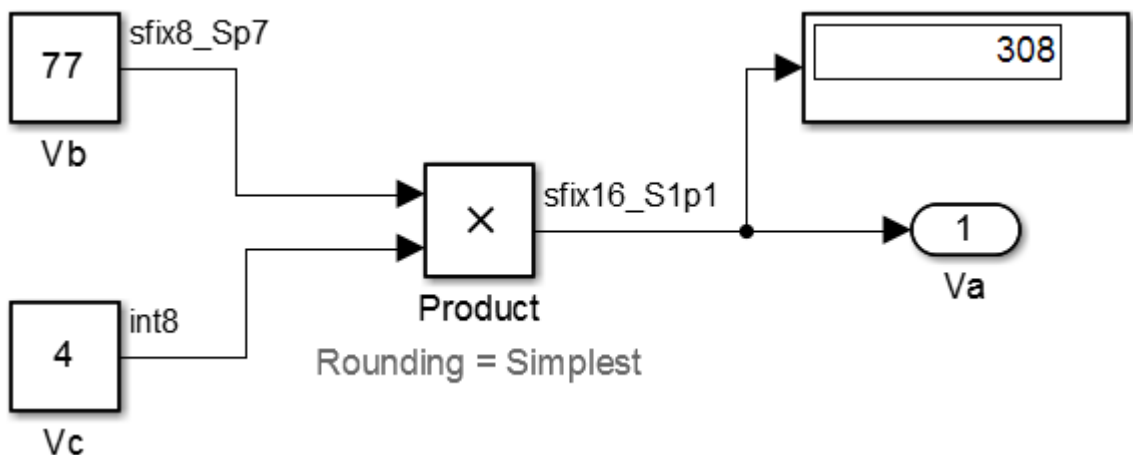 77
sfix8_Sp7
Vb
308
×
sfix16_S1p1
Product
1
Va
4
int8
Vc
Rounding = Simplest